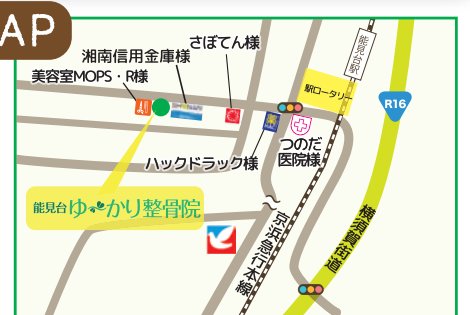 AP
さぼてん様
湘南信用金庫様
美容室MOPS・R様
能見台駅
駅ロータリー
R16
つのだ
医院様
ハックドラック様
能見台 ゆ〜かり整骨院
京浜急行本線
横須賀街道